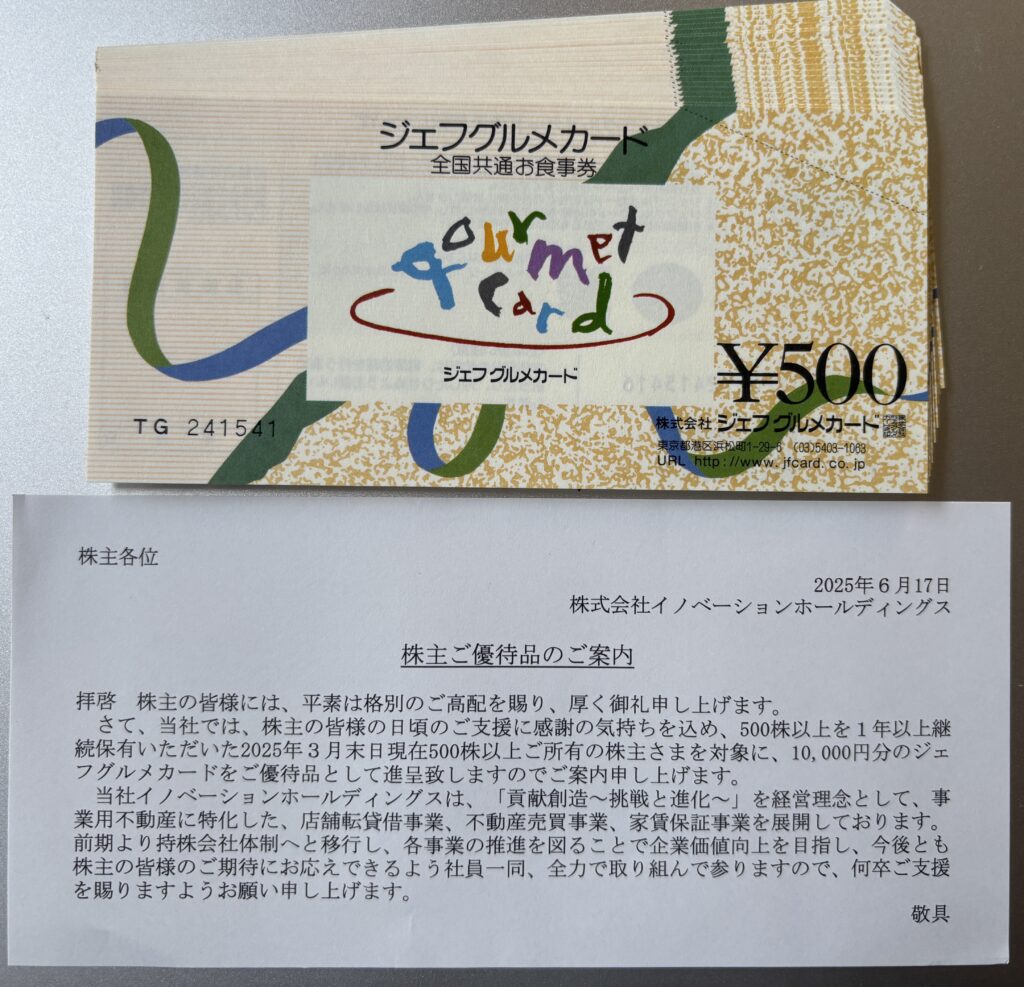 ジェフグルメカード
全国共通お食事券
gourmet
card
ジェフグルメカード
¥500
TG 241541
株式会社 ジェフグルメカード
東京都港区浜松町1-29-6 (03)5403-1063
URL http://www.jfcard.co.jp
株主各位
2025年6月17日
株式会社イノベーションホールディングス
株主ご優待品のご案内
拝啓 株主の皆様には、平素は格別のご高配を賜り、厚く御礼申し上げます。
さて、当社では、株主の皆様の日頃のご支援に感謝の気持ちを込め、500株以上を1年以上継
続保有いただいた2025年3月末日現在500株以上ご所有の株主さまを対象に、10,000円分のジェ
フグルメカードをご優待品として進呈致しますのでご案内申し上げます。
当社イノベーションホールディングスは、「貢献創造～挑戦と進化～」を経営理念として、事
業用不動産に特化した、店舗転貸借事業、不動産売買事業、家賃保証事業を展開しております。
前期より持株会社体制へと移行し、各事業の推進を図ることで企業価値向上を目指し、今後とも
株主の皆様のご期待にお応えできるよう社員一同、全力で取り組んで参りますので、何卒ご支援
を賜りますようお願い申し上げます。
敬具